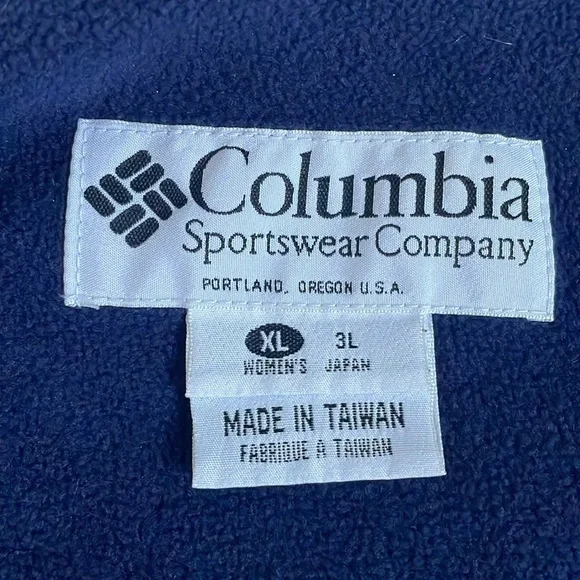 Columbia
Sportswear Company
PORTLAND, OREGON U.S.A.
XL 3L
WOMEN'S JAPAN
MADE IN TAIWAN
FABRIQUE A TAIWAN